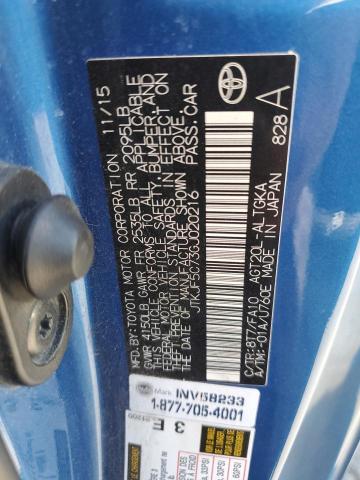 MFD. BY:TOYOTA MOTOR CORPORATION 11/15
GVWR 4150LB GAWR FR 2535LB RR 2095LB
THIS VEHICLE CONFORMS TO ALL APPLICABLE
FEDERAL MOTOR VEHICLE SAFETY, BUMPER, AND
THEFT PREVENTION STANDARDS IN EFFECT ON
THE DATE OF MANUFACTURE SHOWN ABOVE.
PASS.CAR
C/TR:8T7/FA10 AGT20L-ALTGKA
A/TM:-01A/U760E MADE IN JAPAN
828 A
Mark
INV58233
1-877-705-4001
3 E